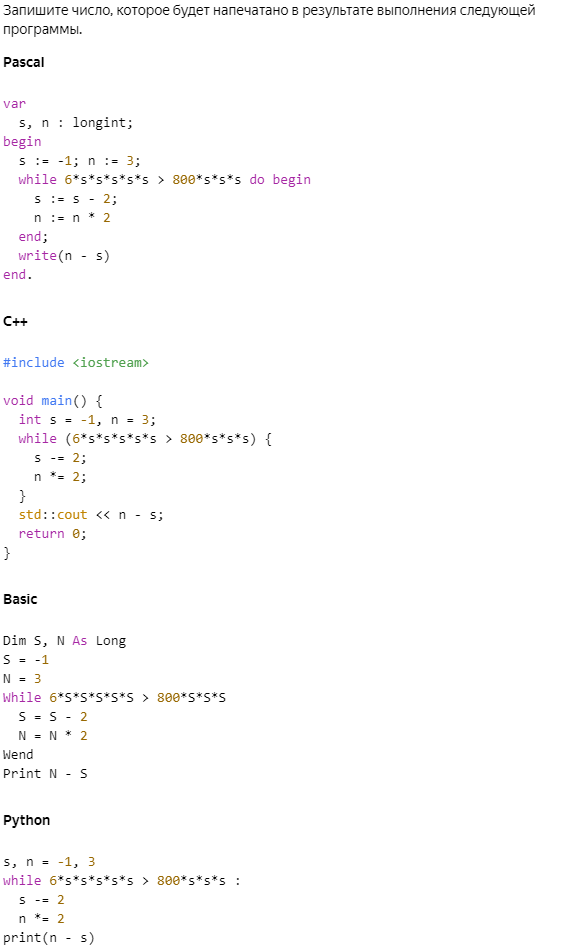 Запишите число, которое будет напечатано в результате выполнения следующей
программы.
Pascal
var
  s, n : longint;
begin
  s := -1; n := 3;
  while 6*s*s*s*s*s > 800*s*s*s do begin
    s := s - 2;
    n := n * 2
  end;
  write(n - s)
end.
C++
#include <iostream>
void main() {
  int s = -1, n = 3;
  while (6*s*s*s*s*s > 800*s*s*s) {
    s -= 2;
    n *= 2;
  }
  std::cout << n - s;
  return 0;
}
Basic
Dim S, N As Long
S = -1
N = 3
While 6*S*S*S*S*S > 800*S*S*S
  S = S - 2
  N = N * 2
Wend
Print N - S
Python
s, n = -1, 3
while 6*s*s*s*s*s > 800*s*s*s :
  s -= 2
  n *= 2
print(n - s)